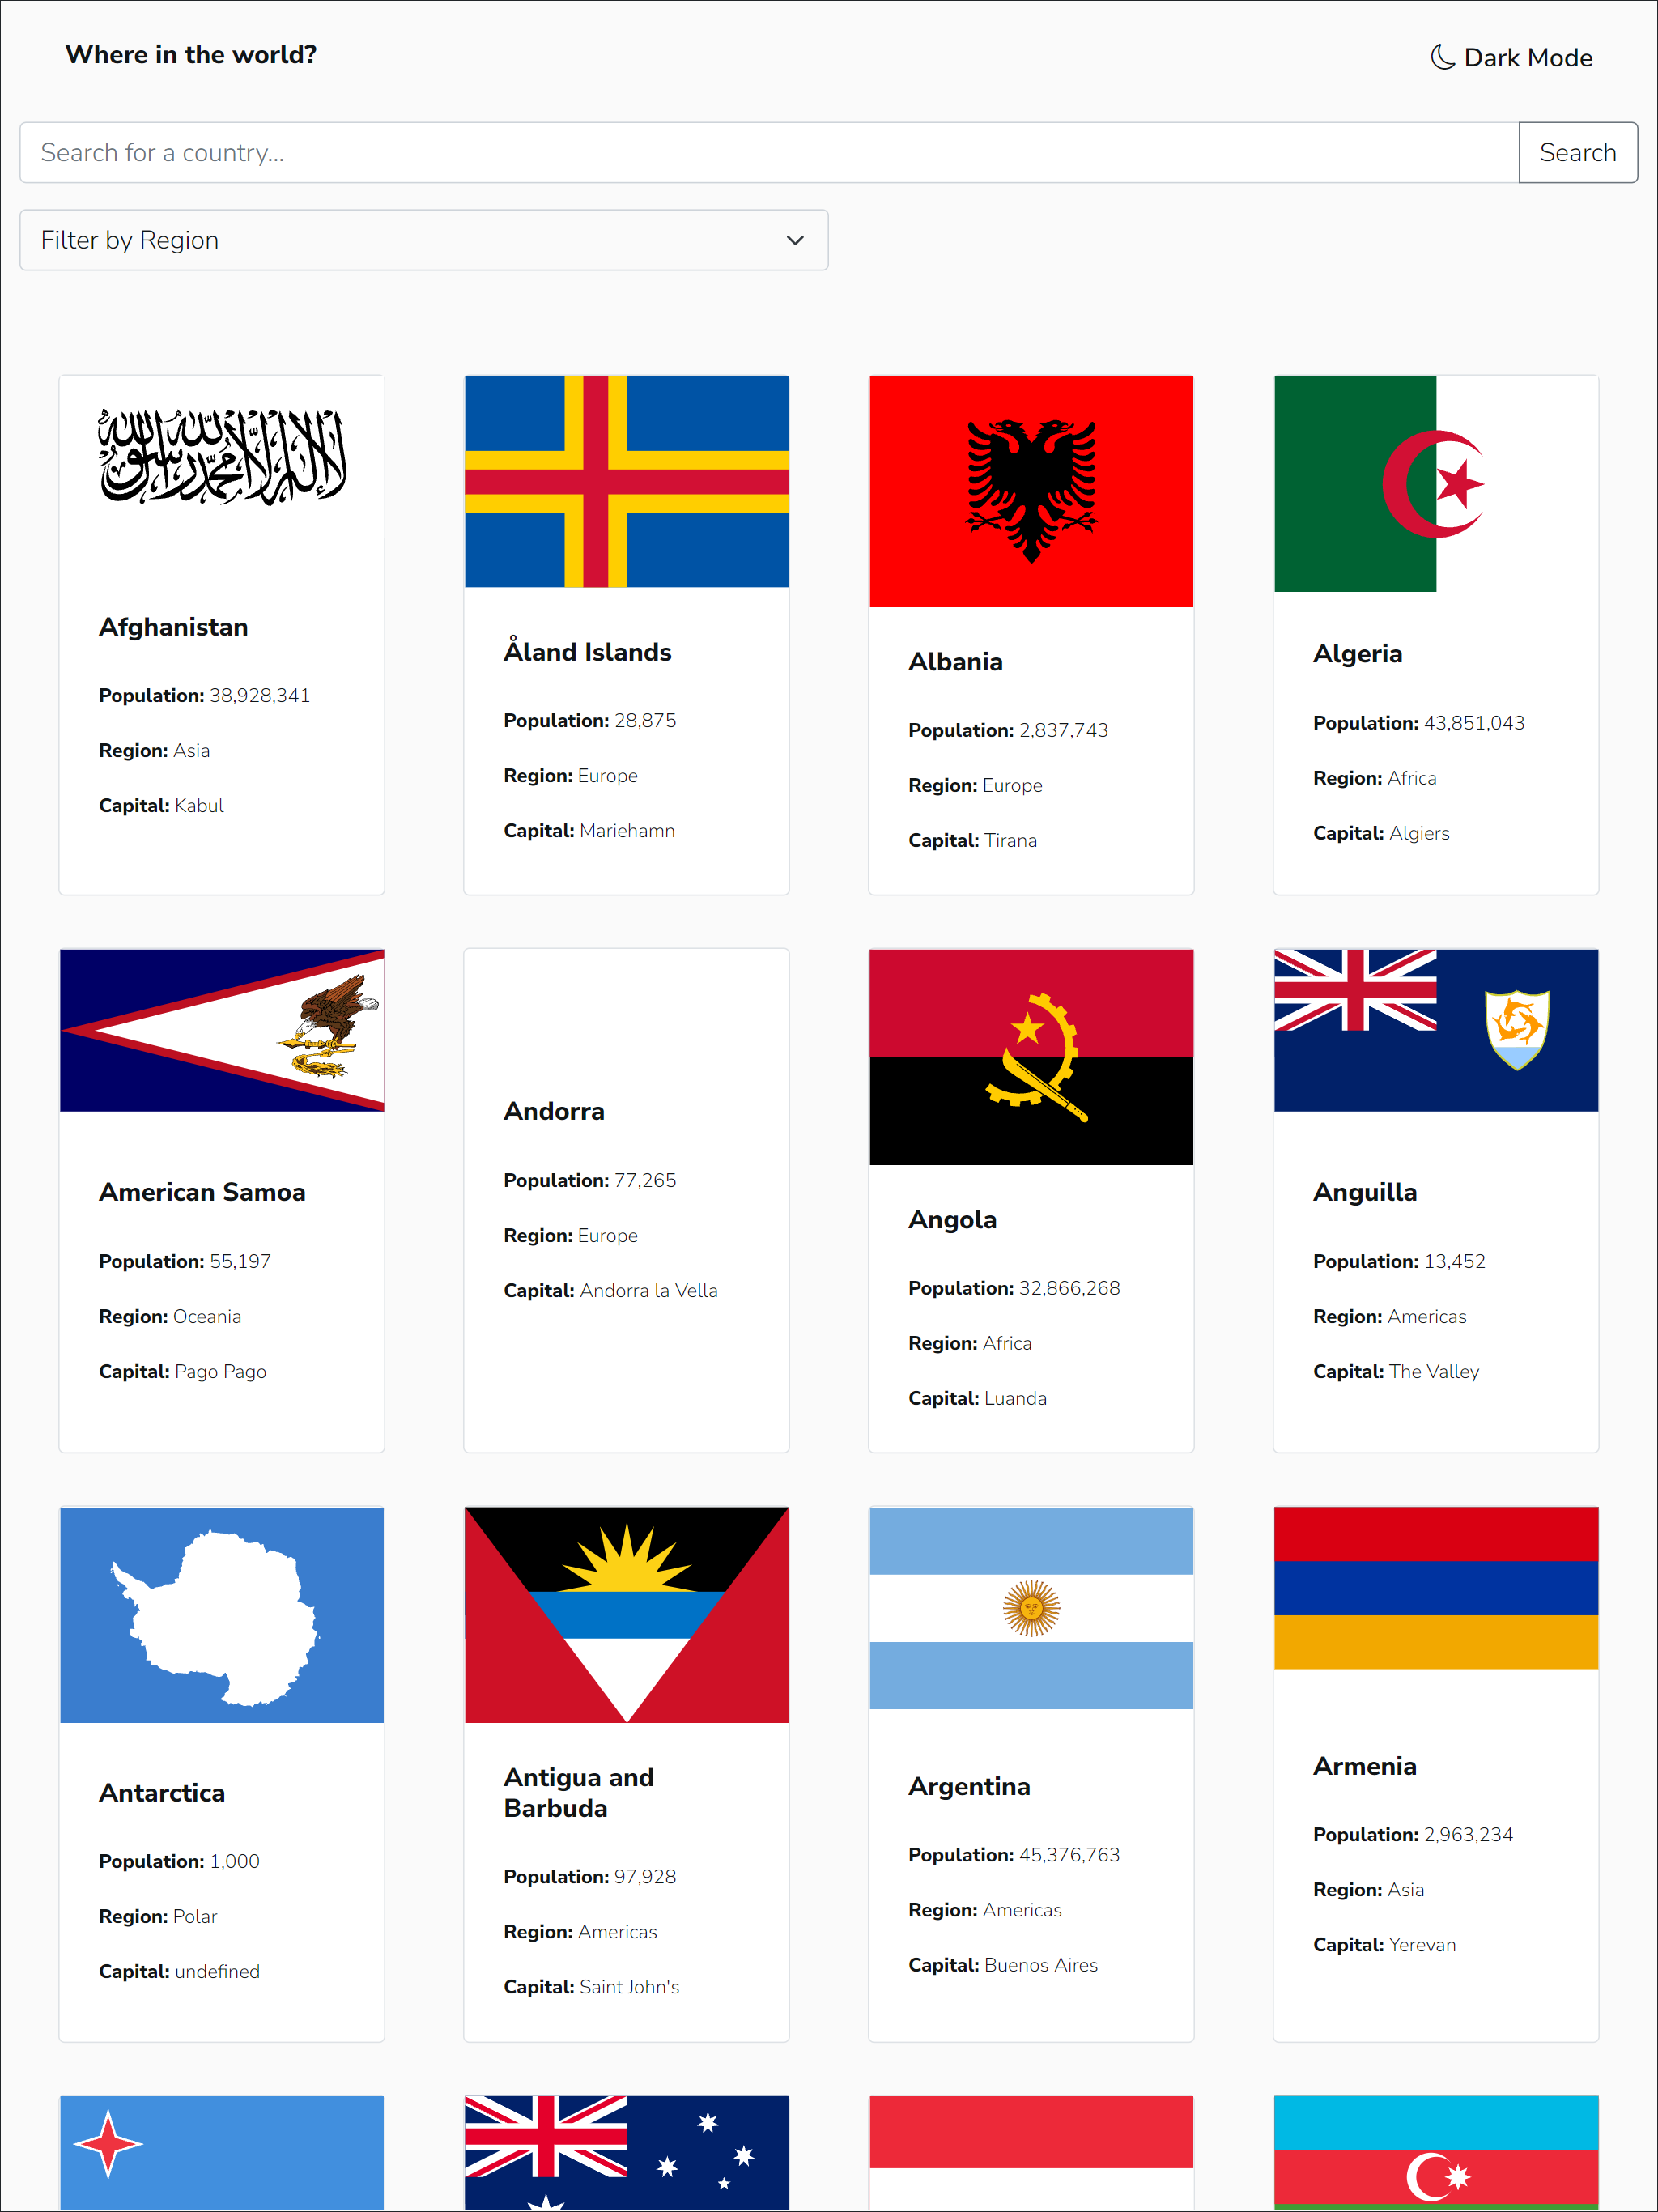 Where in the world?
Dark Mode
Search for a country...
Search
Filter by Region
لا إله إلا الله محمد رسول الله
Afghanistan
Population: 38,928,341
Region: Asia
Capital: Kabul
Åland Islands
Population: 28,875
Region: Europe
Capital: Mariehamn
Albania
Population: 2,837,743
Region: Europe
Capital: Tirana
Algeria
Population: 43,851,043
Region: Africa
Capital: Algiers
American Samoa
Population: 55,197
Region: Oceania
Capital: Pago Pago
Andorra
Population: 77,265
Region: Europe
Capital: Andorra la Vella
Angola
Population: 32,866,268
Region: Africa
Capital: Luanda
Anguilla
Population: 13,452
Region: Americas
Capital: The Valley
Antarctica
Population: 1,000
Region: Polar
Capital: undefined
Antigua and
Barbuda
Population: 97,928
Region: Americas
Capital: Saint John's
Argentina
Population: 45,376,763
Region: Americas
Capital: Buenos Aires
Armenia
Population: 2,963,234
Region: Asia
Capital: Yerevan